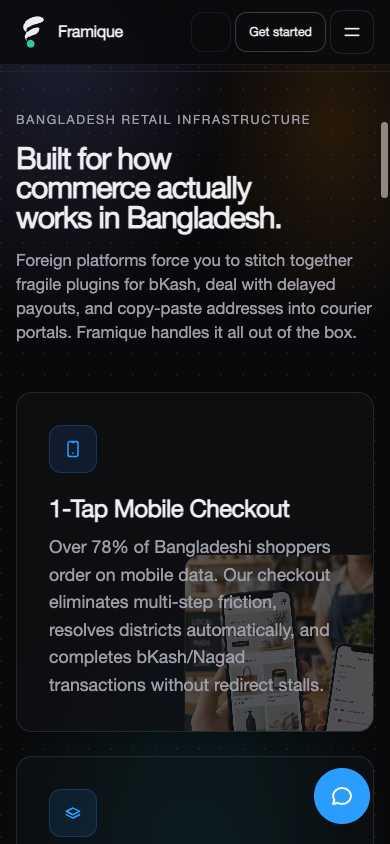 Framique
Get started
BANGLADESH RETAIL INFRASTRUCTURE
Built for how
commerce actually
works in Bangladesh.
Foreign platforms force you to stitch together
fragile plugins for bKash, deal with delayed
payouts, and copy-paste addresses into courier
portals. Framique handles it all out of the box.
1-Tap Mobile Checkout
Over 78% of Bangladeshi shoppers
order on mobile data. Our checkout
eliminates multi-step friction,
resolves districts automatically, and
completes bKash/Nagad
transactions without redirect stalls.